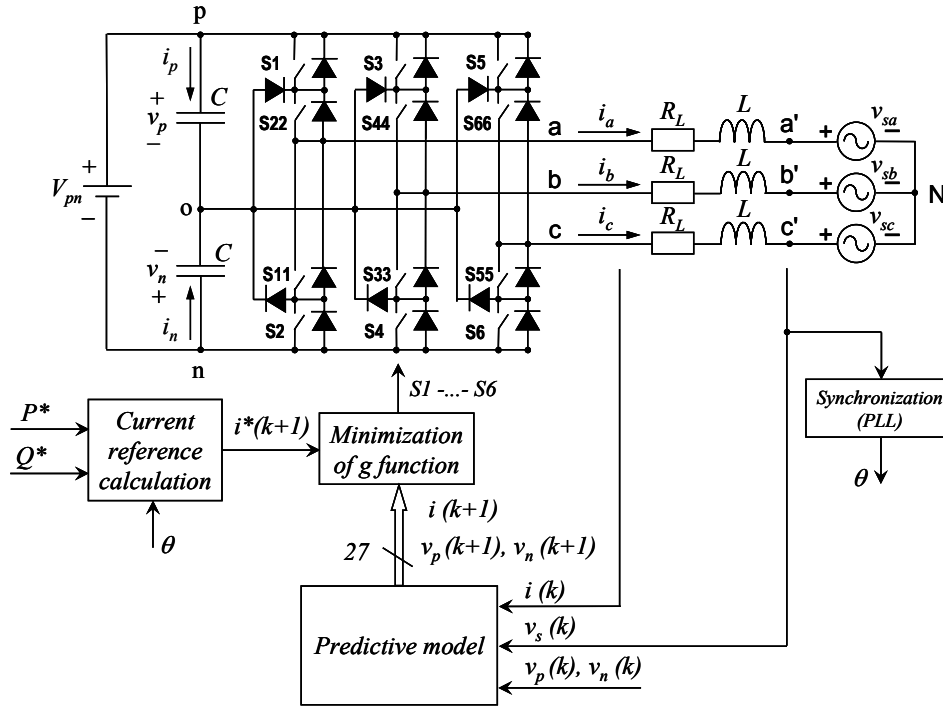 p
i_p
S1
S3
S5
+
C
v_p
−
S22
S44
S66
a
i_a
R_L
L
a'
+
v_sa
−
+
V_pn
−
o
b
i_b
R_L
L
b'
+
v_sb
−
N
c
i_c
R_L
L
c'
+
v_sc
−
−
C
v_n
+
i_n
S11
S33
S55
S2
S4
S6
n
S1 -...- S6
P*
Q*
Current
reference
calculation
i*(k+1)
Minimization
of g function
Synchronization
(PLL)
θ
θ
i (k+1)
27
v_p (k+1), v_n (k+1)
Predictive model
i (k)
v_s (k)
v_p (k), v_n (k)